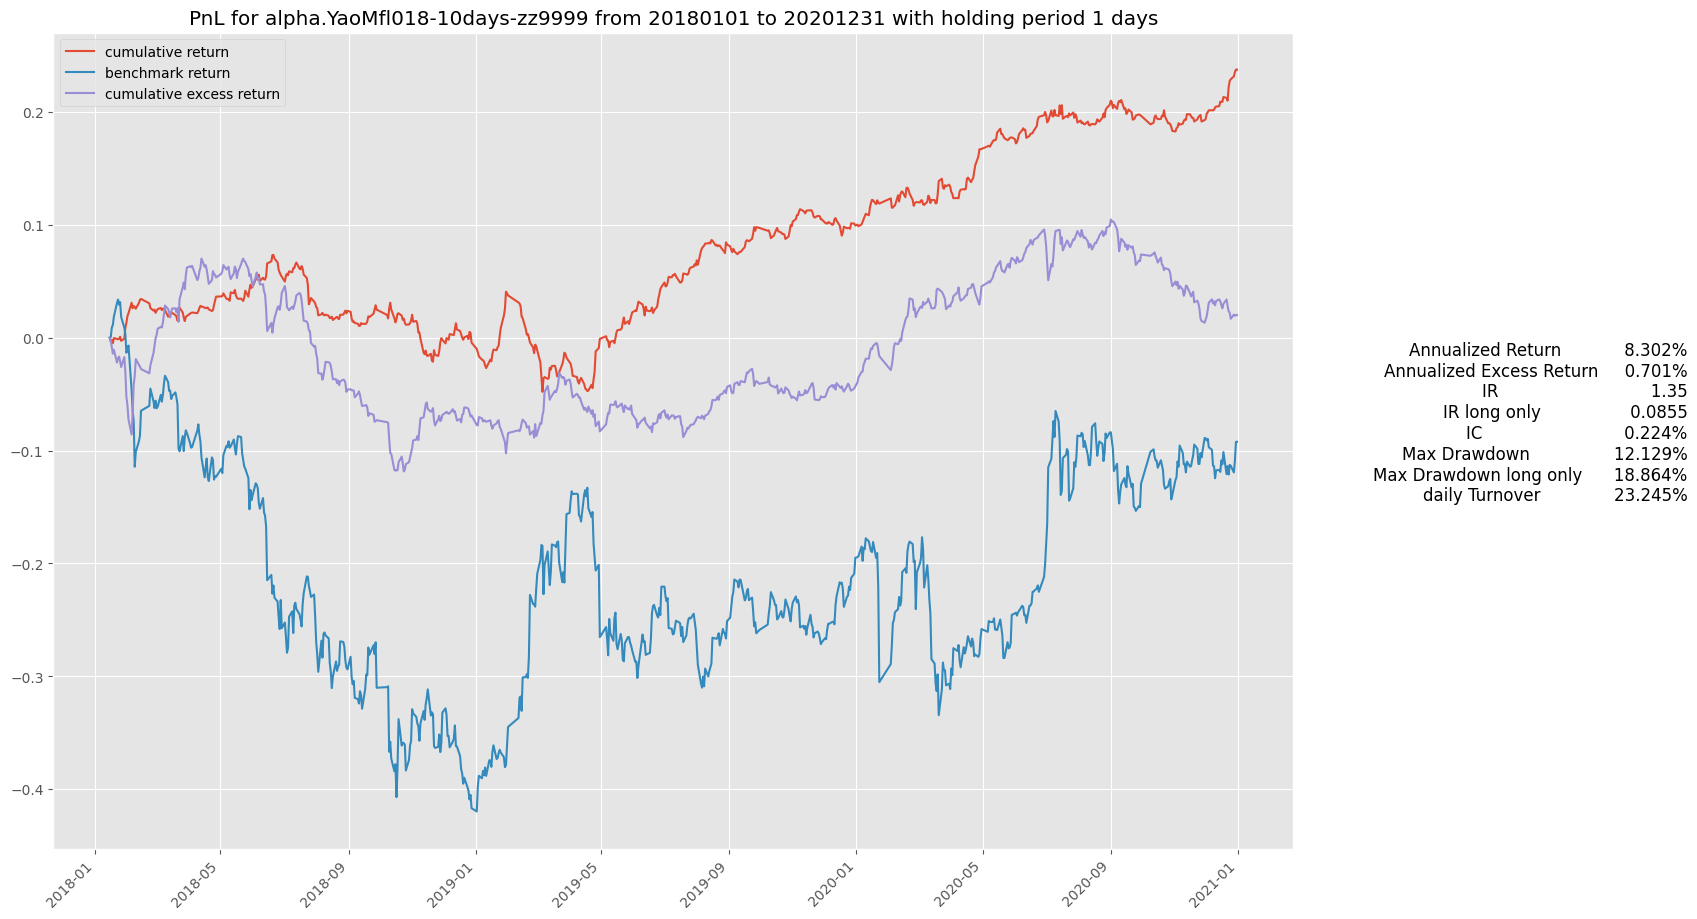 PnL for alpha.YaoMfl018-10days-zz9999 from 20180101 to 20201231 with holding period 1 days
cumulative return
benchmark return
cumulative excess return
0.2
0.1
0.0
−0.1
−0.2
−0.3
−0.4
2018-01
2018-05
2018-09
2019-01
2019-05
2019-09
2020-01
2020-05
2020-09
2021-01
Annualized Return 8.302%
Annualized Excess Return 0.701%
IR 1.35
IR long only 0.0855
IC 0.224%
Max Drawdown 12.129%
Max Drawdown long only 18.864%
daily Turnover 23.245%